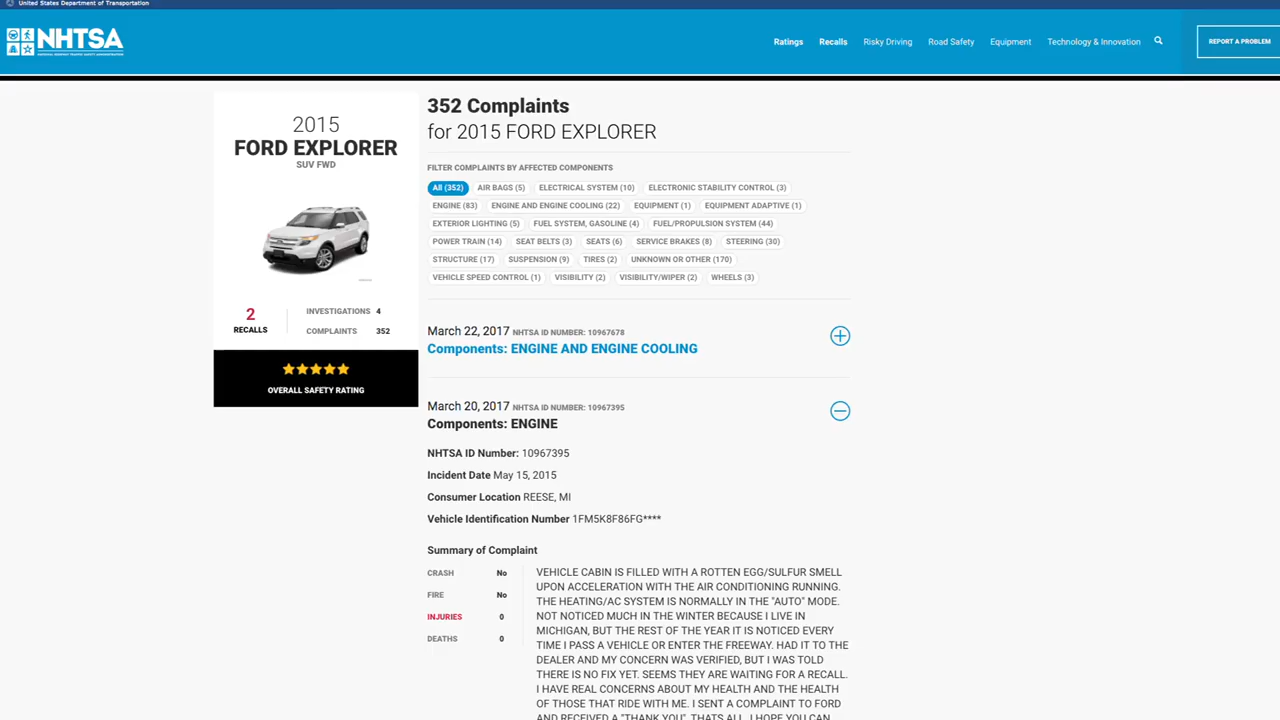 United States Department of Transportation
NHTSA
Ratings Recalls Risky Driving Road Safety Equipment Technology & Innovation
REPORT A PROBLEM
2015
FORD EXPLORER
SUV FWD
2
RECALLS
INVESTIGATIONS 4
COMPLAINTS 352
OVERALL SAFETY RATING
352 Complaints
for 2015 FORD EXPLORER
FILTER COMPLAINTS BY AFFECTED COMPONENTS
All (352) AIR BAGS (5) ELECTRICAL SYSTEM (10) ELECTRONIC STABILITY CONTROL (3)
ENGINE (83) ENGINE AND ENGINE COOLING (22) EQUIPMENT (1) EQUIPMENT ADAPTIVE (1)
EXTERIOR LIGHTING (5) FUEL SYSTEM, GASOLINE (4) FUEL/PROPULSION SYSTEM (44)
POWER TRAIN (14) SEAT BELTS (3) SEATS (6) SERVICE BRAKES (8) STEERING (30)
STRUCTURE (17) SUSPENSION (9) TIRES (2) UNKNOWN OR OTHER (170)
VEHICLE SPEED CONTROL (1) VISIBILITY (2) VISIBILITY/WIPER (2) WHEELS (3)
March 22, 2017 NHTSA ID NUMBER: 10967678
Components: ENGINE AND ENGINE COOLING
March 20, 2017 NHTSA ID NUMBER: 10967395
Components: ENGINE
NHTSA ID Number: 10967395
Incident Date May 15, 2015
Consumer Location REESE, MI
Vehicle Identification Number 1FM5K8F86FG****
Summary of Complaint
CRASH No
FIRE No
INJURIES 0
DEATHS 0
VEHICLE CABIN IS FILLED WITH A ROTTEN EGG/SULFUR SMELL
UPON ACCELERATION WITH THE AIR CONDITIONING RUNNING.
THE HEATING/AC SYSTEM IS NORMALLY IN THE "AUTO" MODE.
NOT NOTICED MUCH IN THE WINTER BECAUSE I LIVE IN
MICHIGAN, BUT THE REST OF THE YEAR IT IS NOTICED EVERY
TIME I PASS A VEHICLE OR ENTER THE FREEWAY. HAD IT TO THE
DEALER AND MY CONCERN WAS VERIFIED, BUT I WAS TOLD
THERE IS NO FIX YET. SEEMS THEY ARE WAITING FOR A RECALL.
I HAVE REAL CONCERNS ABOUT MY HEALTH AND THE HEALTH
OF THOSE THAT RIDE WITH ME. I SENT A COMPLAINT TO FORD
AND RECEIVED A "THANK YOU", THATS ALL. I HOPE YOU CAN